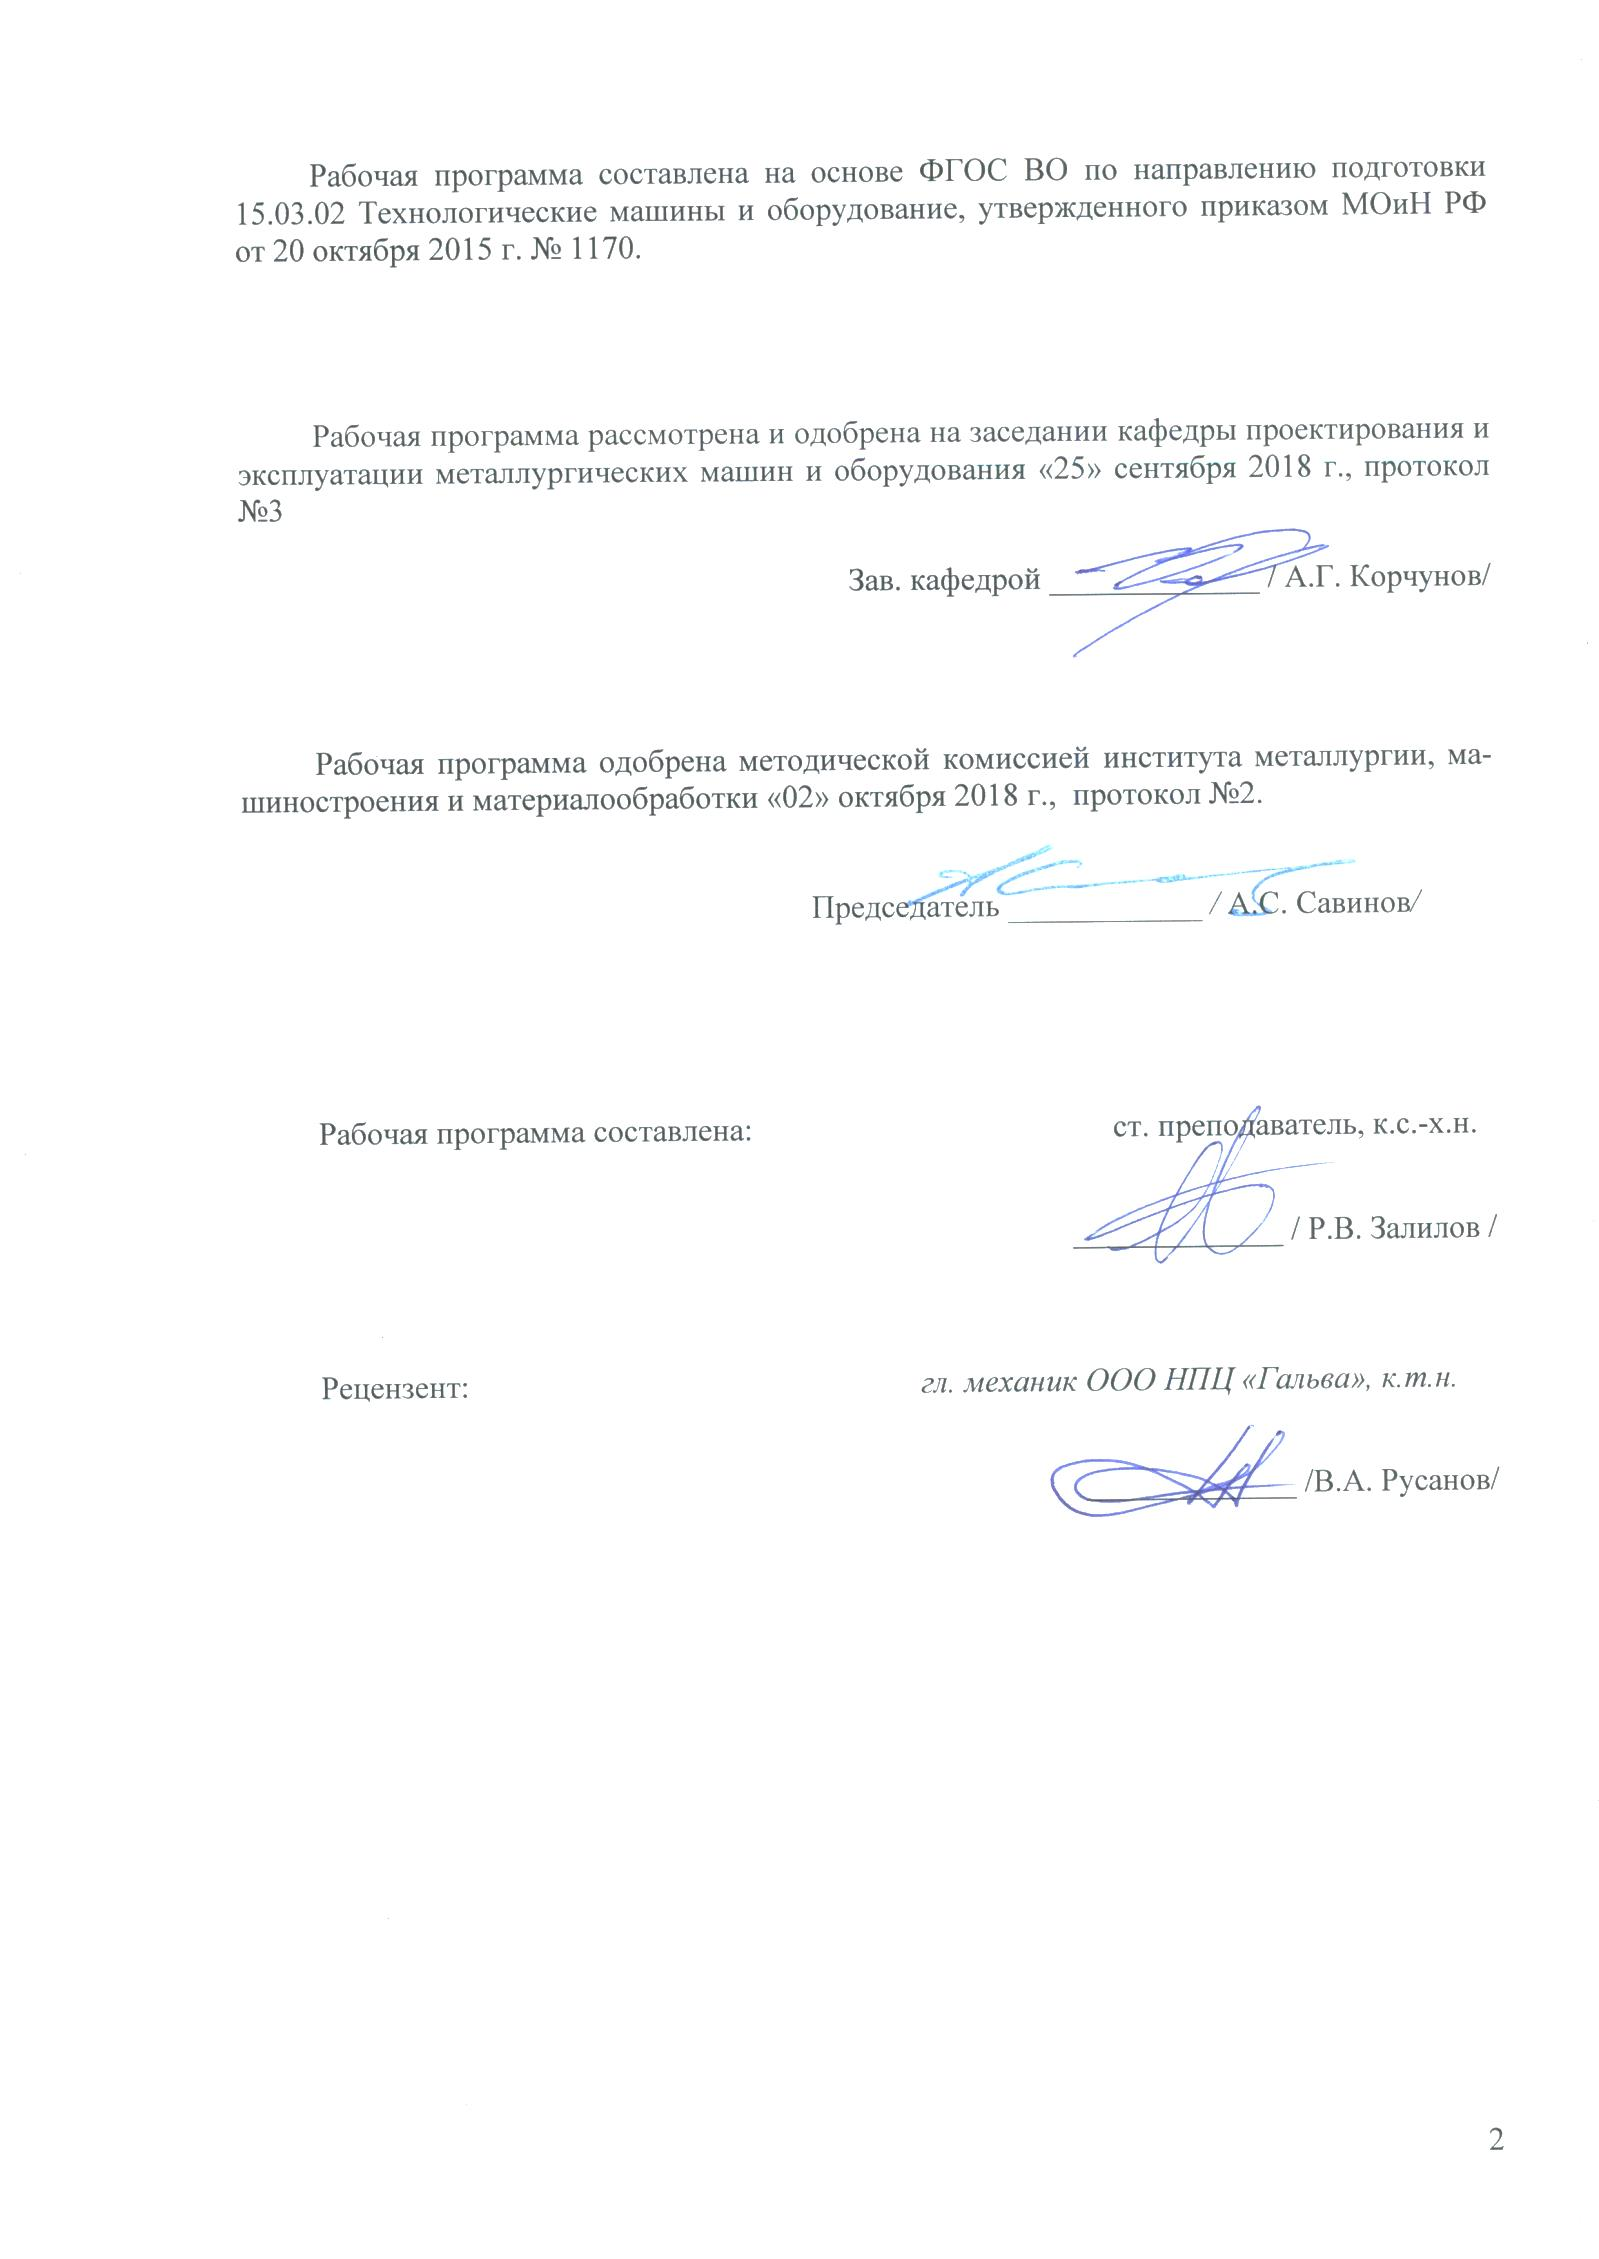 Рабочая программа составлена на основе ФГОС ВО по направлению подготовки
15.03.02 Технологические машины и оборудование, утвержденного приказом МОиН РФ
от 20 октября 2015 г. № 1170.
Рабочая программа рассмотрена и одобрена на заседании кафедры проектирования и
эксплуатации металлургических машин и оборудования «25» сентября 2018 г., протокол
№3
Зав. кафедрой _____________ / А.Г. Корчунов/
Рабочая программа одобрена методической комиссией института металлургии, ма-
шиностроения и материалообработки «02» октября 2018 г., протокол №2.
Председатель ____________ / А.С. Савинов/
Рабочая программа составлена: ст. преподаватель, к.с.-х.н.
_____________ / Р.В. Залилов /
Рецензент: гл. механик ООО НПЦ «Гальва», к.т.н.
_____________ /В.А. Русанов/
2